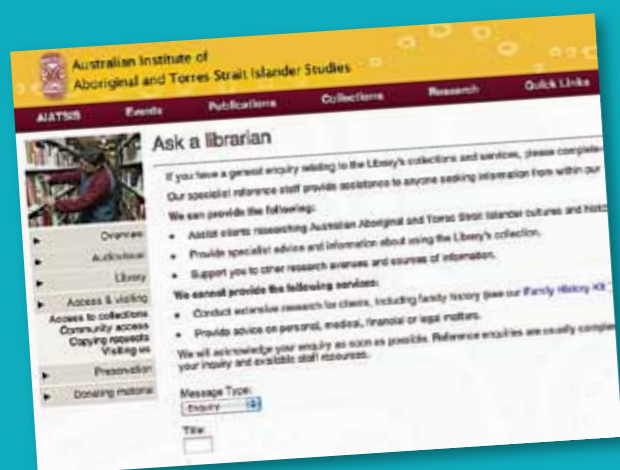 Australian Institute of
Aboriginal and Torres Strait Islander Studies
AIATSIS Events Publications Collections Research Quick Links
Ask a librarian
If you have a general enquiry relating to the Library's collections and services, please complete
Our specialist reference staff provide assistance to anyone seeking information from within our
We can provide the following:
Assist clients researching Australian Aboriginal and Torres Strait Islander cultures and
Provide specialist advice and information about using the Library's collection.
Support you to other research avenues and sources of information.
We cannot provide the following services:
Conduct extensive research for clients, including family history (see our Family History Kit
Provide advice on personal, medical, financial or legal matters.
We will acknowledge your enquiry as soon as possible. Reference enquiries are usually
your inquiry and available staff resources.
Message Type:
Enquiry
Title:
Overview
Audiovisual
Library
Access & visiting
Access to collections
Community access
Copying requests
Visiting us
Preservation
Donating material